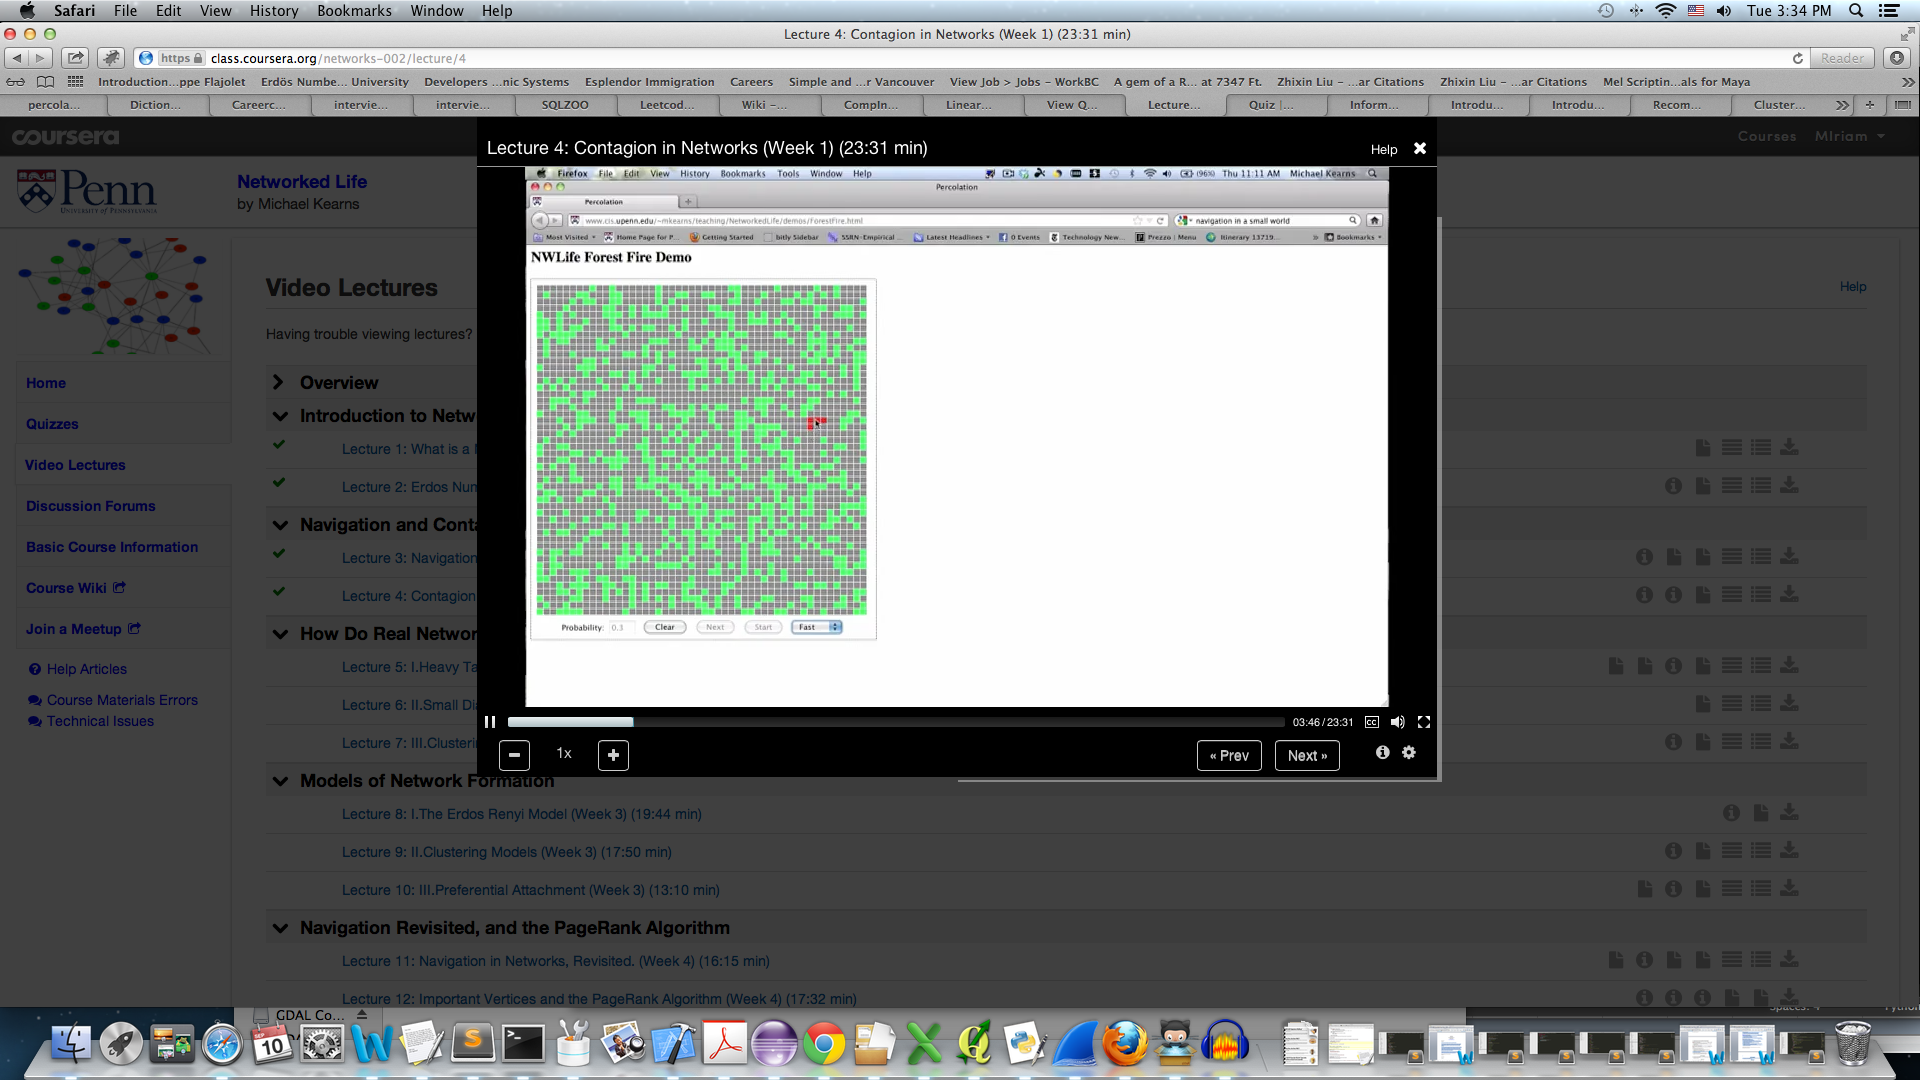 Safari File Edit View History Bookmarks Window Help Tue 3:34 PM
Lecture 4: Contagion in Networks (Week 1) (23:31 min)
https class.coursera.org/networks-002/lecture/4 Reader
Introduction...ppe Flajolet Erdös Numbe... University Developers ...nic Systems Esplendor Immigration Careers Simple and ...r Vancouver View Job > Jobs - WorkBC A gem of a R... at 7347 Ft. Zhixin Liu - ...ar Citations Zhixin Liu - ...ar Citations Mel Scriptin...als for Maya
percola... Diction... Careerc... intervie... intervie... SQLZOO Leetcod... Wiki -... CompIn... Linear... View Q... Lecture... Quiz |... Inform... Introdu... Introdu... Recom... Cluster...
coursera Courses MIriam
Lecture 4: Contagion in Networks (Week 1) (23:31 min) Help
Firefox File Edit View History Bookmarks Tools Window Help (96%) Thu 11:11 AM Michael Kearns
Percolation
Percolation
www.cis.upenn.edu/~mkearns/teaching/NetworkedLife/demos/ForestFire.html navigation in a small world
Most Visited Home Page for P... Getting Started bitly Sidebar SSRN-Empirical ... Latest Headlines 0 Events Technology New... Prezzo | Menu Itinerary 13719... Bookmarks
NWLife Forest Fire Demo
Probability: 0.3 Clear Next Start Fast
03:46/23:31 CC
1x « Prev Next »
Penn
UNIVERSITY OF PENNSYLVANIA
Networked Life
by Michael Kearns
Home
Quizzes
Video Lectures
Discussion Forums
Basic Course Information
Course Wiki
Join a Meetup
Help Articles
Course Materials Errors
Technical Issues
Video Lectures
Help
Having trouble viewing lectures?
Overview
Introduction to Netw
Lecture 1: What is a
Lecture 2: Erdos Num
Navigation and Conta
Lecture 3: Navigation
Lecture 4: Contagion
How Do Real Networ
Lecture 5: I.Heavy Ta
Lecture 6: II.Small Di
Lecture 7: III.Clusteri
Models of Network Formation
Lecture 8: I.The Erdos Renyi Model (Week 3) (19:44 min)
Lecture 9: II.Clustering Models (Week 3) (17:50 min)
Lecture 10: III.Preferential Attachment (Week 3) (13:10 min)
Navigation Revisited, and the PageRank Algorithm
Lecture 11: Navigation in Networks, Revisited. (Week 4) (16:15 min)
Lecture 12: Important Vertices and the PageRank Algorithm (Week 4) (17:32 min)
GDAL Co...
SEP
10